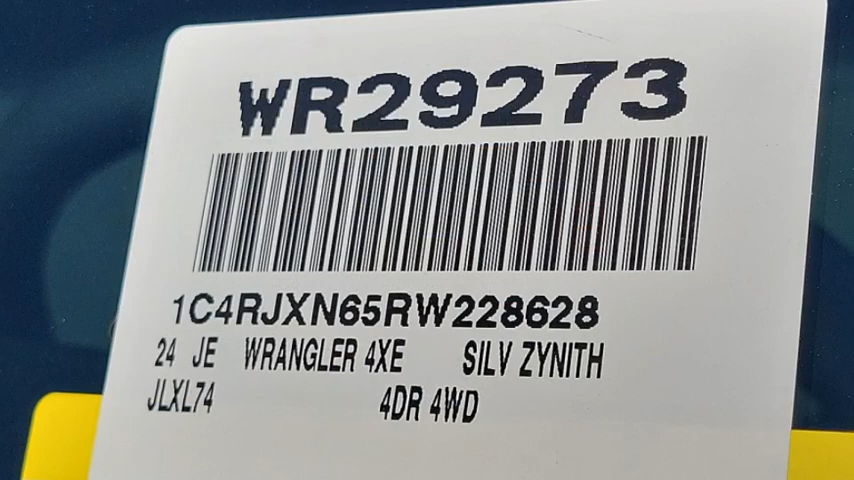 WR29273
1C4RJXN65RW228628
24 JE WRANGLER 4XE SILV ZYNITH
JLXL74 4DR 4WD